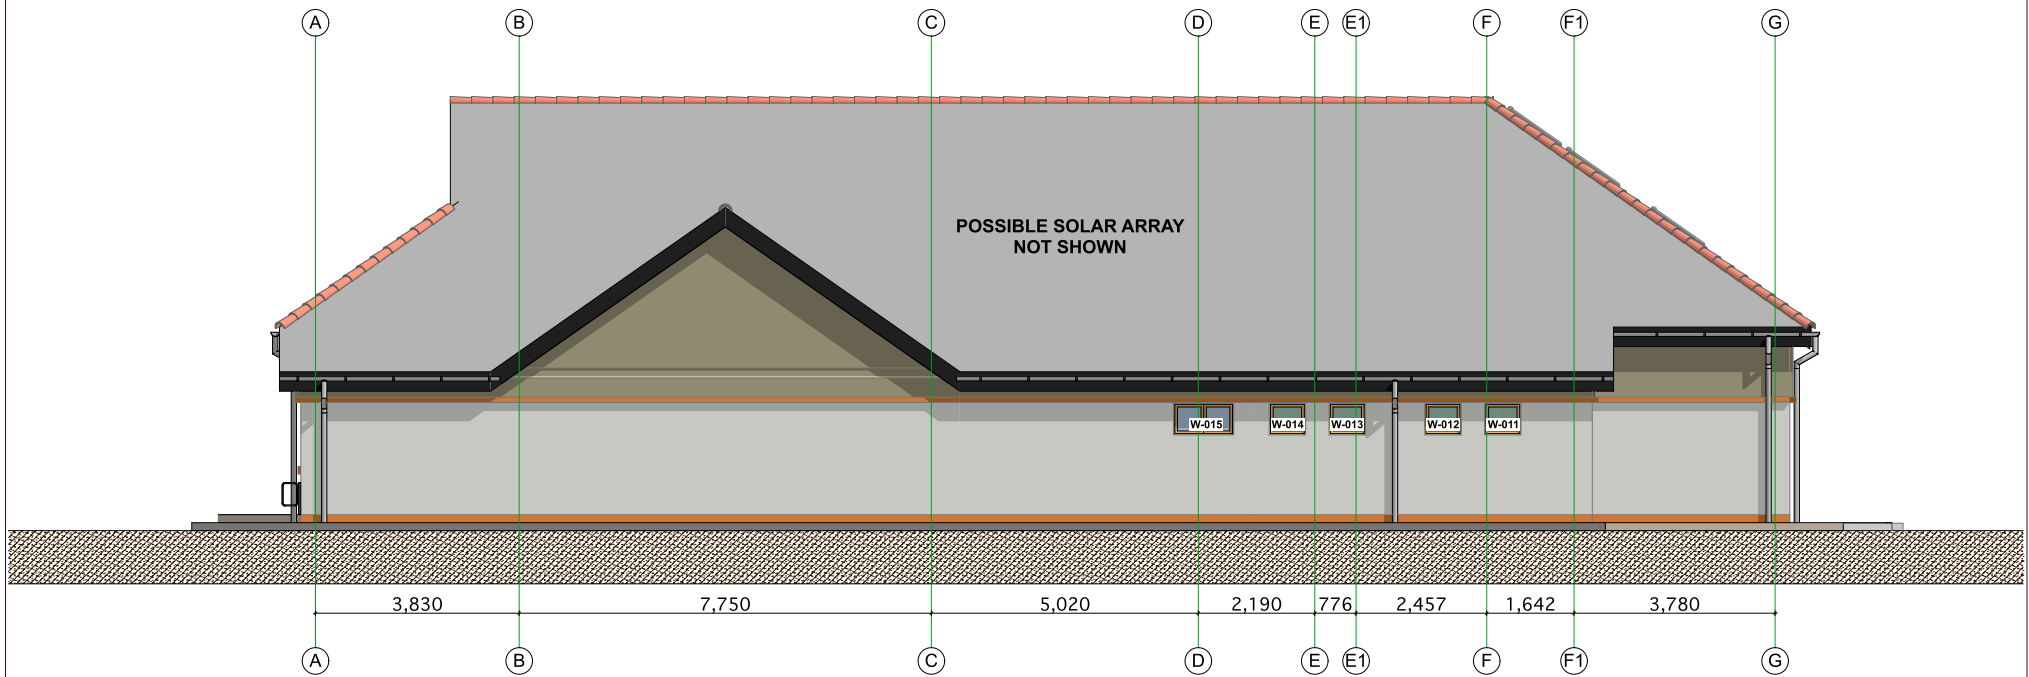 A B C D E E1 F F1 G
POSSIBLE SOLAR ARRAY
NOT SHOWN
W-015 W-014 W-013 W-012 W-011
3,830 7,750 5,020 2,190 776 2,457 1,642 3,780
A B C D E E1 F F1 G